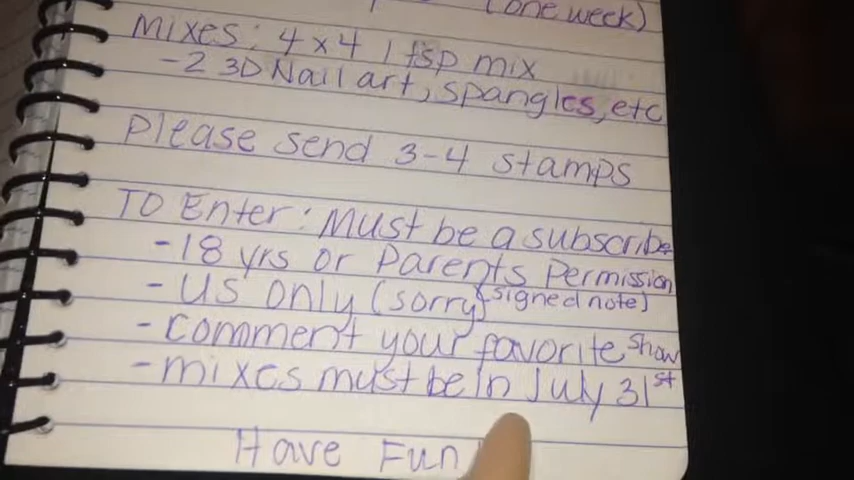 (one week)
Mixes: 4x4 1 tsp mix
-2 3D Nail art, spangles, etc
Please send 3-4 stamps
To Enter: Must be a subscribe
-18 yrs or Parents Permission
-US only (sorry) (signed note)
-comment your favorite show
-mixes must be in July 31st
Have Fun